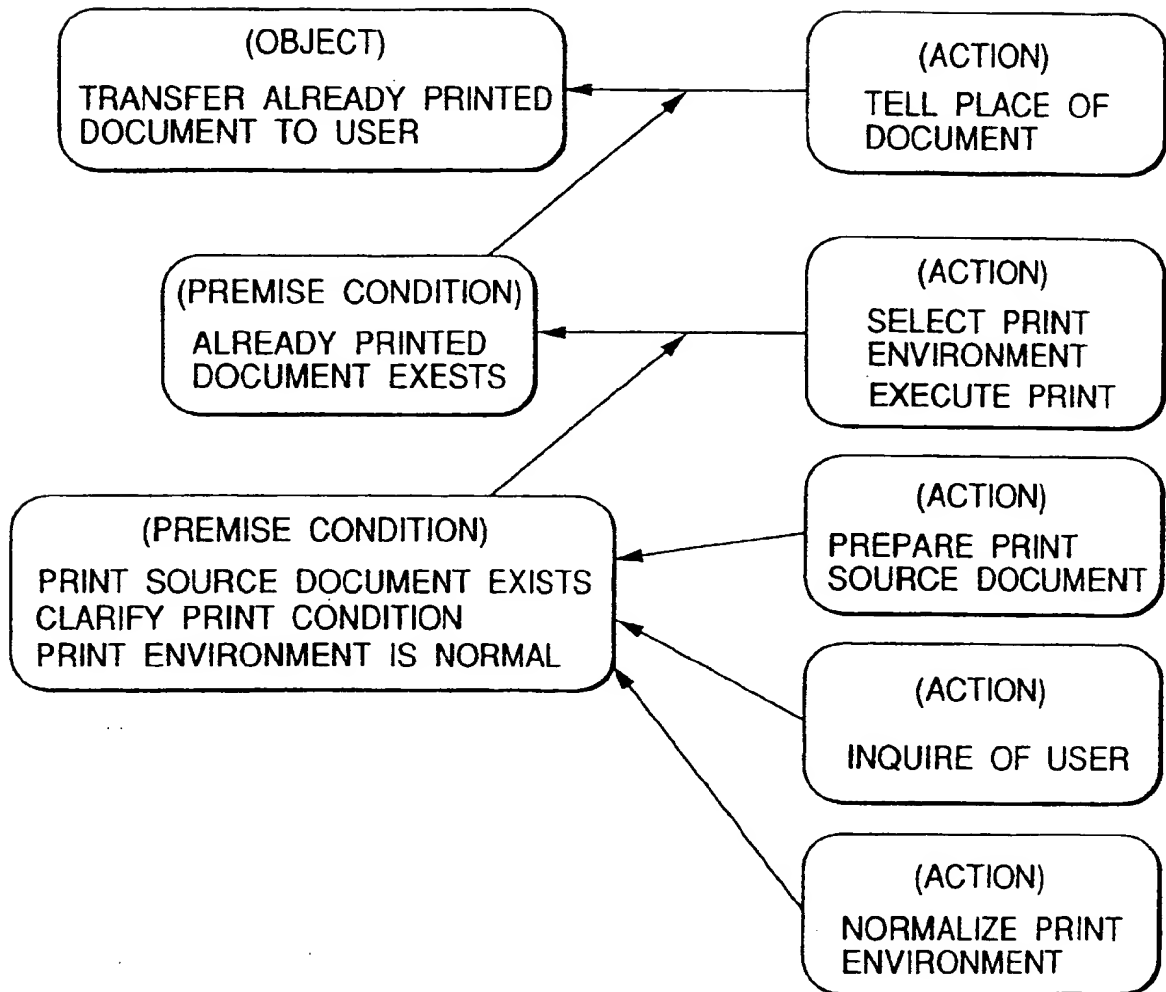 (OBJECT)
TRANSFER ALREADY PRINTED
DOCUMENT TO USER
(ACTION)
TELL PLACE OF
DOCUMENT
(PREMISE CONDITION)
ALREADY PRINTED
DOCUMENT EXESTS
(ACTION)
SELECT PRINT
ENVIRONMENT
EXECUTE PRINT
(PREMISE CONDITION)
PRINT SOURCE DOCUMENT EXISTS
CLARIFY PRINT CONDITION
PRINT ENVIRONMENT IS NORMAL
(ACTION)
PREPARE PRINT
SOURCE DOCUMENT
(ACTION)
INQUIRE OF USER
(ACTION)
NORMALIZE PRINT
ENVIRONMENT